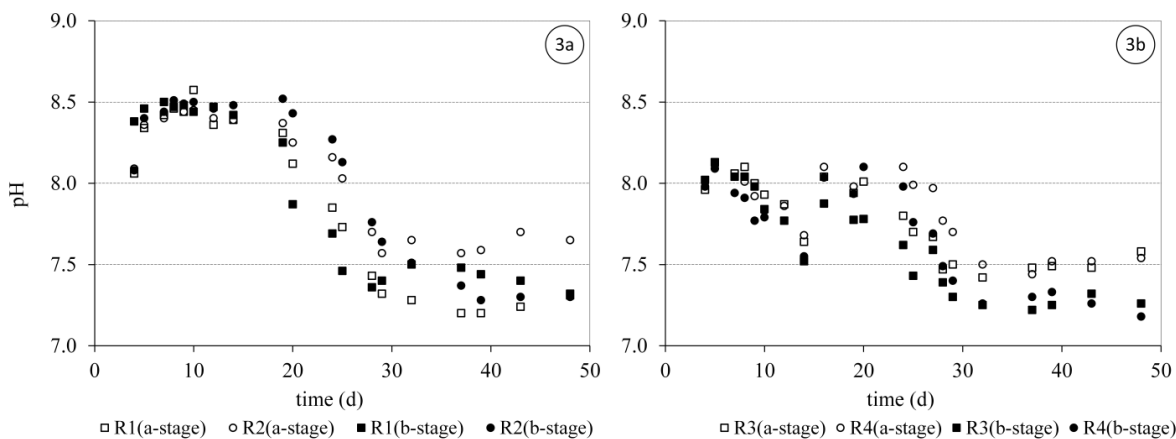 9.0
8.5
8.0
7.5
7.0
pH
0 10 20 30 40 50
time (d)
3a
R1(a-stage) R2(a-stage) R1(b-stage) R2(b-stage)
9.0
8.5
8.0
7.5
7.0
0 10 20 30 40 50
time (d)
3b
R3(a-stage) R4(a-stage) R3(b-stage) R4(b-stage)